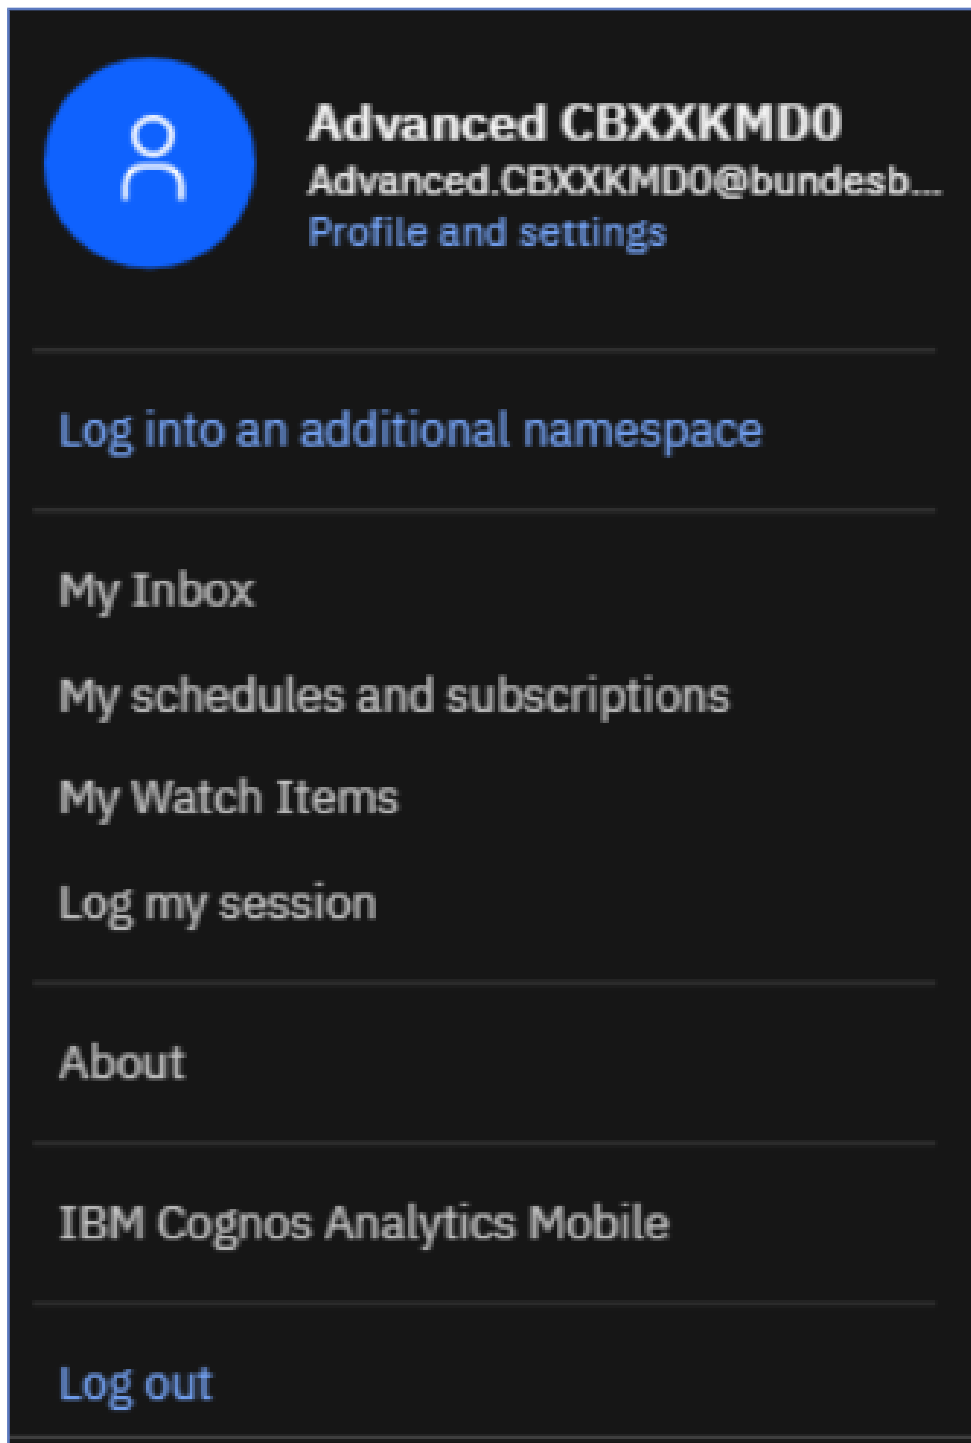 Advanced CBXXKMD0
Advanced.CBXXKMD0@bundesb...
Profile and settings
Log into an additional namespace
My Inbox
My schedules and subscriptions
My Watch Items
Log my session
About
IBM Cognos Analytics Mobile
Log out